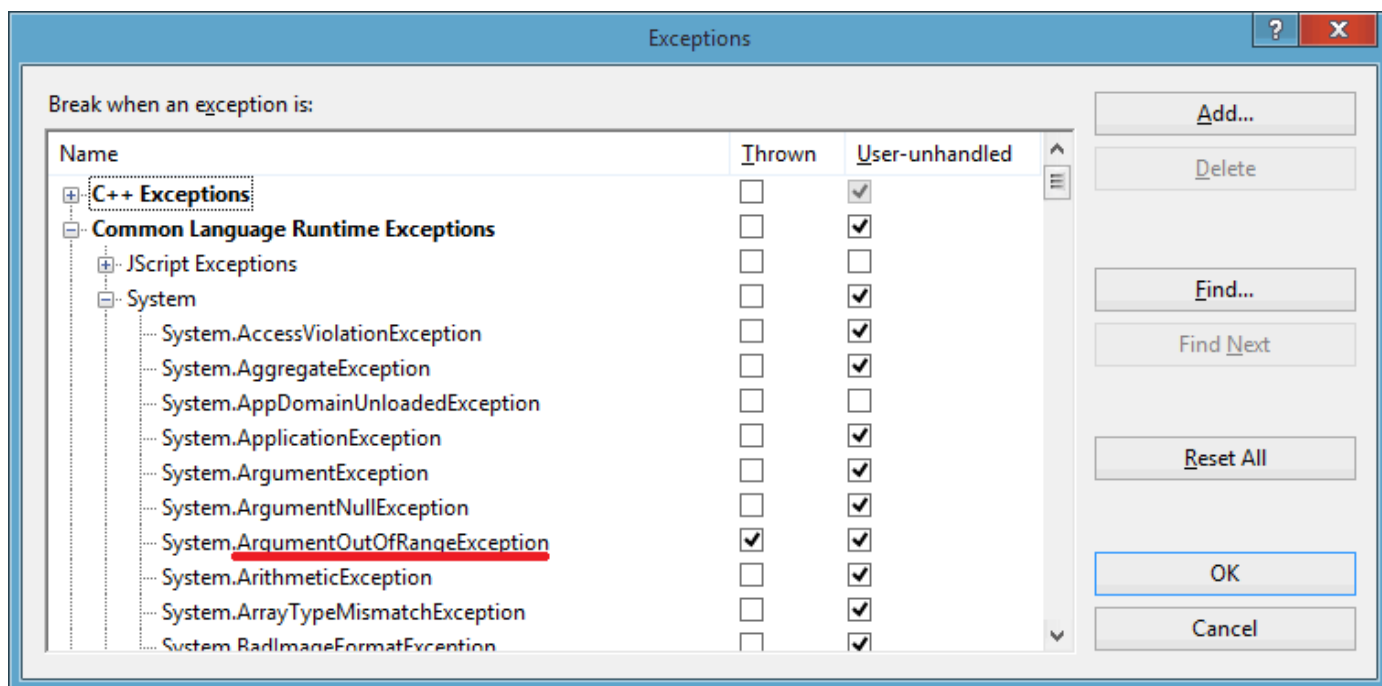 Exceptions
Break when an exception is:
Name Thrown User-unhandled
C++ Exceptions
Common Language Runtime Exceptions
JScript Exceptions
System
System.AccessViolationException
System.AggregateException
System.AppDomainUnloadedException
System.ApplicationException
System.ArgumentException
System.ArgumentNullException
System.ArgumentOutOfRangeException
System.ArithmeticException
System.ArrayTypeMismatchException
System.BadImageFormatException
Add...
Delete
Find...
Find Next
Reset All
OK
Cancel